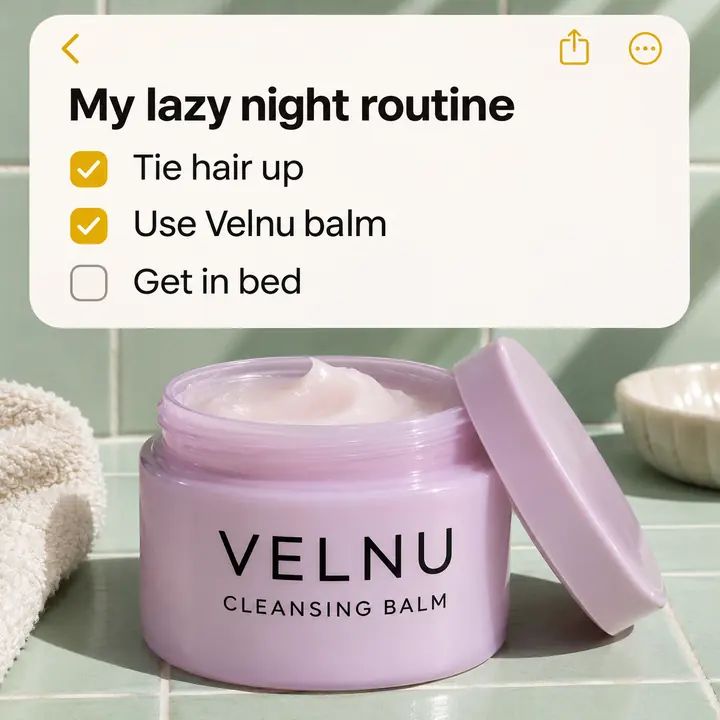 My lazy night routine
Tie hair up
Use Velnu balm
Get in bed
VELNU
CLEANSING BALM